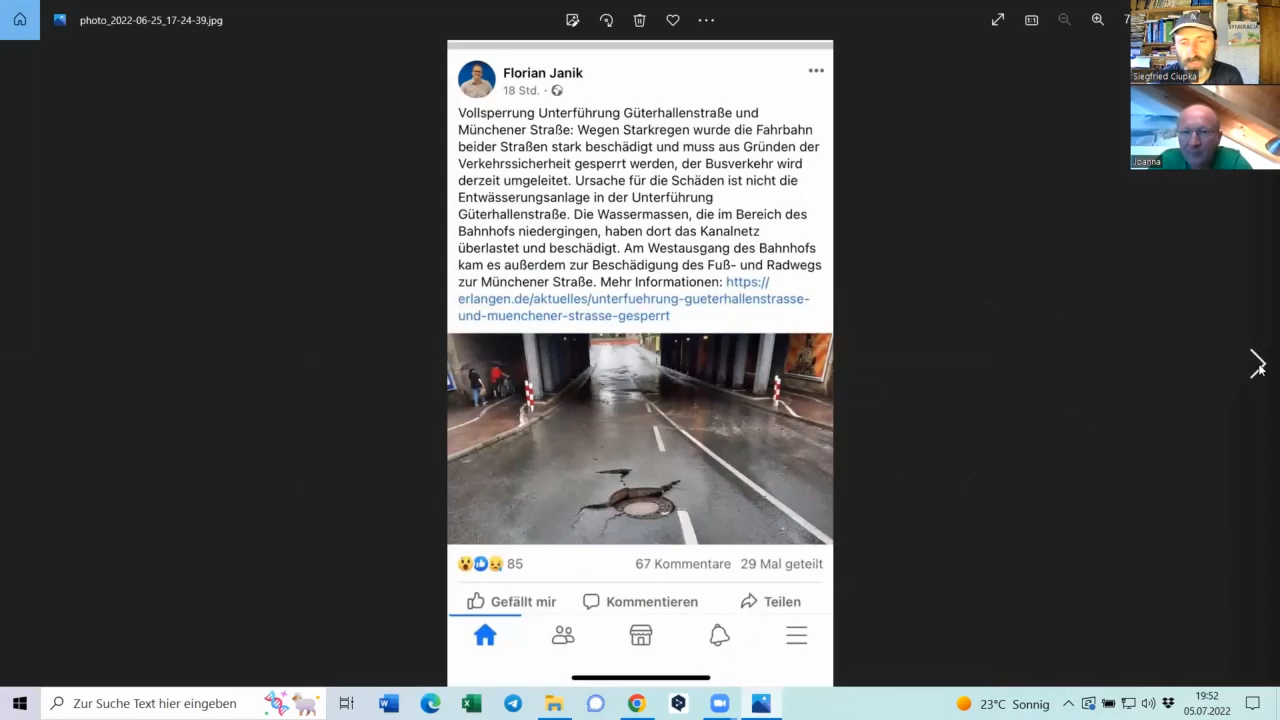 photo_2022-06-25_17-24-39.jpg
Florian Janik
18 Std.
Vollsperrung Unterführung Güterhallenstraße und
Münchener Straße: Wegen Starkregen wurde die Fahrbahn
beider Straßen stark beschädigt und muss aus Gründen der
Verkehrssicherheit gesperrt werden, der Busverkehr wird
derzeit umgeleitet. Ursache für die Schäden ist nicht die
Entwässerungsanlage in der Unterführung
Güterhallenstraße. Die Wassermassen, die im Bereich des
Bahnhofs niedergingen, haben dort das Kanalnetz
überlastet und beschädigt. Am Westausgang des Bahnhofs
kam es außerdem zur Beschädigung des Fuß- und Radwegs
zur Münchener Straße. Mehr Informationen: https://
erlangen.de/aktuelles/unterfuehrung-gueterhallenstrasse-
und-muenchener-strasse-gesperrt
85
67 Kommentare 29 Mal geteilt
Gefällt mir Kommentieren Teilen
Siegfried Ciupka
Joanna
Zur Suche Text hier eingeben
23°C Sonnig
19:52
05.07.2022